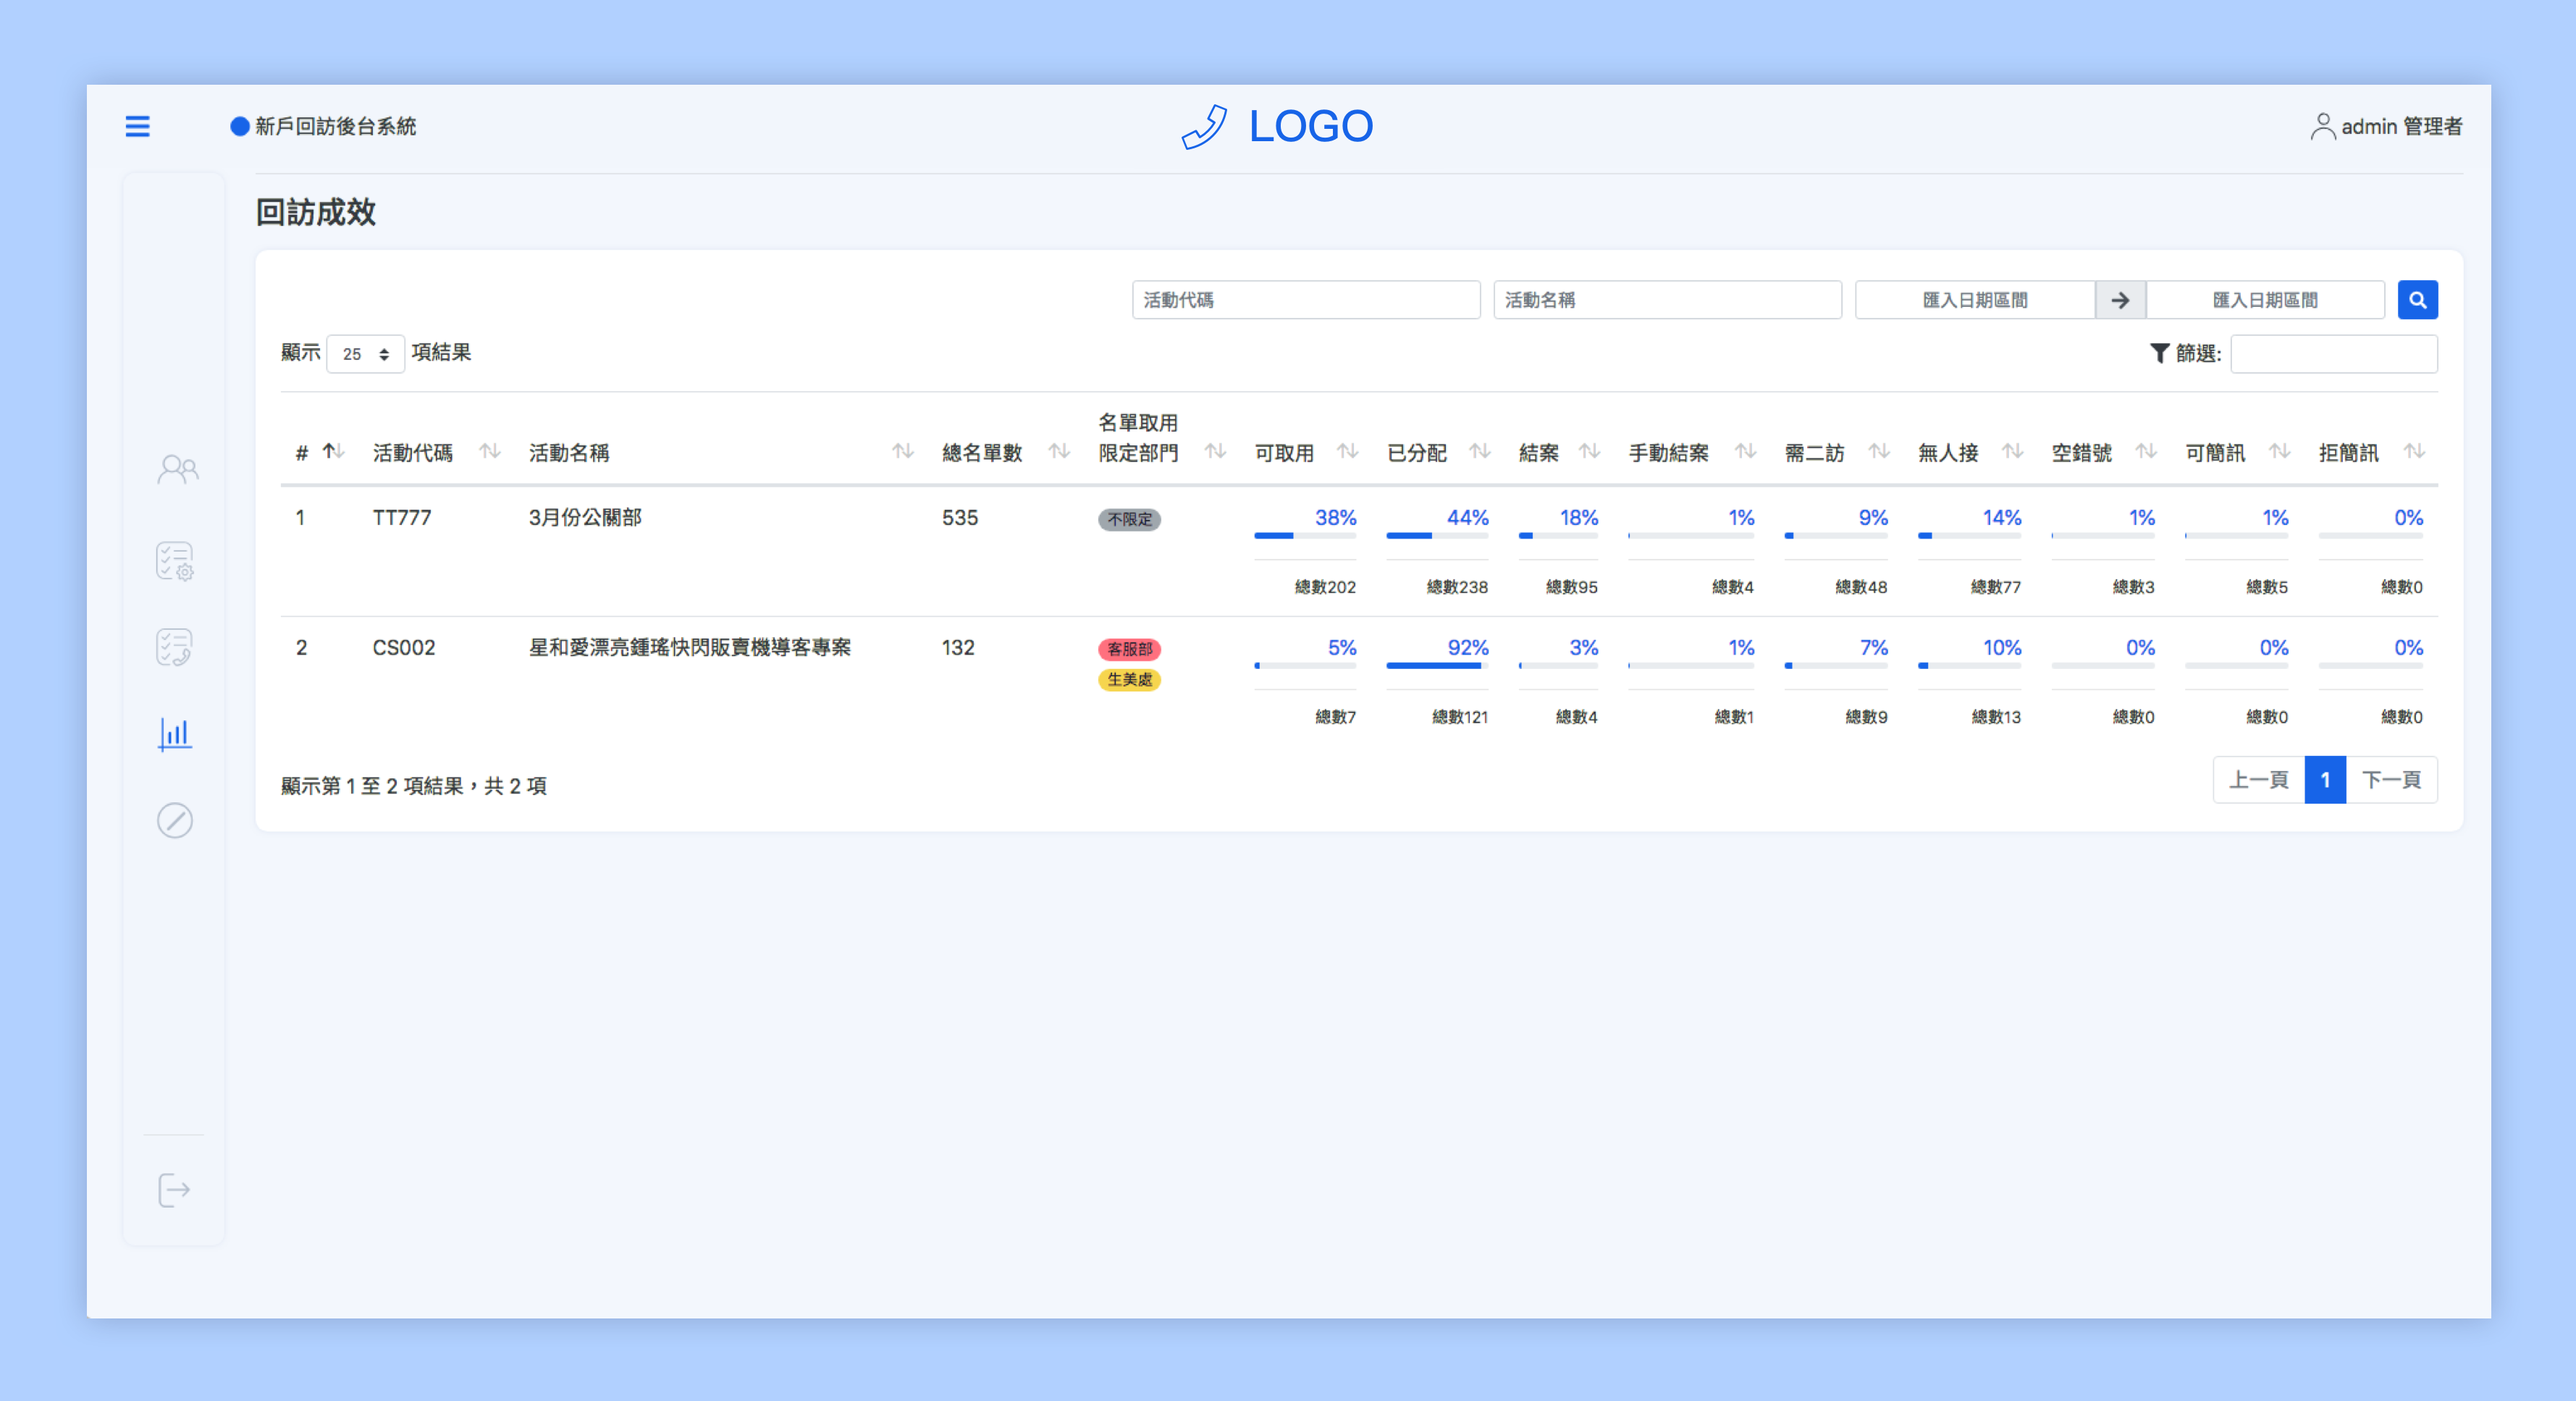 新戶回訪後台系統
LOGO
admin 管理者
回訪成效
活動代碼 活動名稱 匯入日期區間 匯入日期區間
顯示 25 項結果 篩選:
# 活動代碼 活動名稱 總名單數 名單取用 可取用 已分配 結案 手動結案 需二訪 無人接 空錯號 可簡訊 拒簡訊
限定部門
1 TT777 3月份公關部 535 不限定 38% 44% 18% 1% 9% 14% 1% 1% 0%
總數202 總數238 總數95 總數4 總數48 總數77 總數3 總數5 總數0
2 CS002 星和愛漂亮鍾瑤快閃販賣機導客專案 132 客服部 5% 92% 3% 1% 7% 10% 0% 0% 0%
生美處
總數7 總數121 總數4 總數1 總數9 總數13 總數0 總數0 總數0
顯示第 1 至 2 項結果，共 2 項
上一頁 1 下一頁